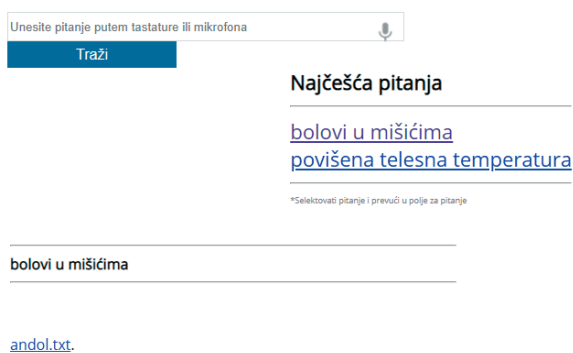 Unesite pitanje putem tastature ili mikrofona
Traži
Najčešća pitanja
bolovi u mišićima
povišena telesna temperatura
*Selektovati pitanje i prevući u polje za pitanje
bolovi u mišićima
andol.txt.